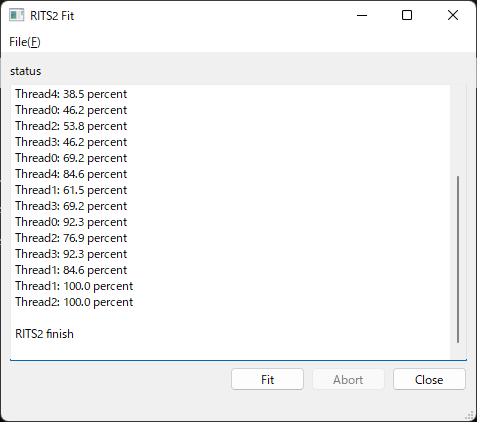 RITS2 Fit
File(F)
status
Thread4: 38.5 percent
Thread0: 46.2 percent
Thread2: 53.8 percent
Thread3: 46.2 percent
Thread0: 69.2 percent
Thread4: 84.6 percent
Thread1: 61.5 percent
Thread3: 69.2 percent
Thread0: 92.3 percent
Thread2: 76.9 percent
Thread3: 92.3 percent
Thread1: 84.6 percent
Thread1: 100.0 percent
Thread2: 100.0 percent
RITS2 finish
Fit Abort Close